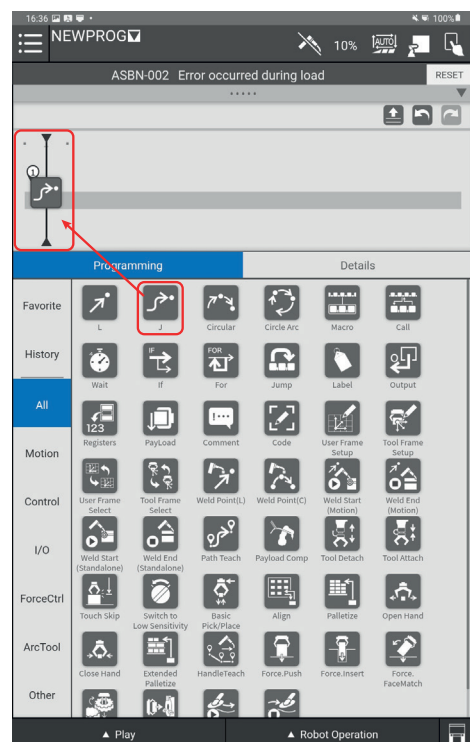 16:36 100%
NEWPROG 10% AUTO
ASBN-002 Error occurred during load RESET
1
Programming Details
Favorite
L J Circular Circle Arc Macro Call
History
IF FOR
Wait If For Jump Label Output
All
123
Registers PayLoad Comment Code User Frame Setup Tool Frame Setup
Motion
Control
User Frame Select Tool Frame Select Weld Point(L) Weld Point(C) Weld Start (Motion) Weld End (Motion)
I/O
Weld Start (Standalone) Weld End (Standalone) Path Teach Payload Comp Tool Detach Tool Attach
ForceCtrl
Touch Skip Switch to Low Sensitivity Basic Pick/Place Align Palletize Open Hand
ArcTool
Close Hand Extended Palletize HandleTeach Force.Push Force.Insert Force. FaceMatch
Other
Play Robot Operation